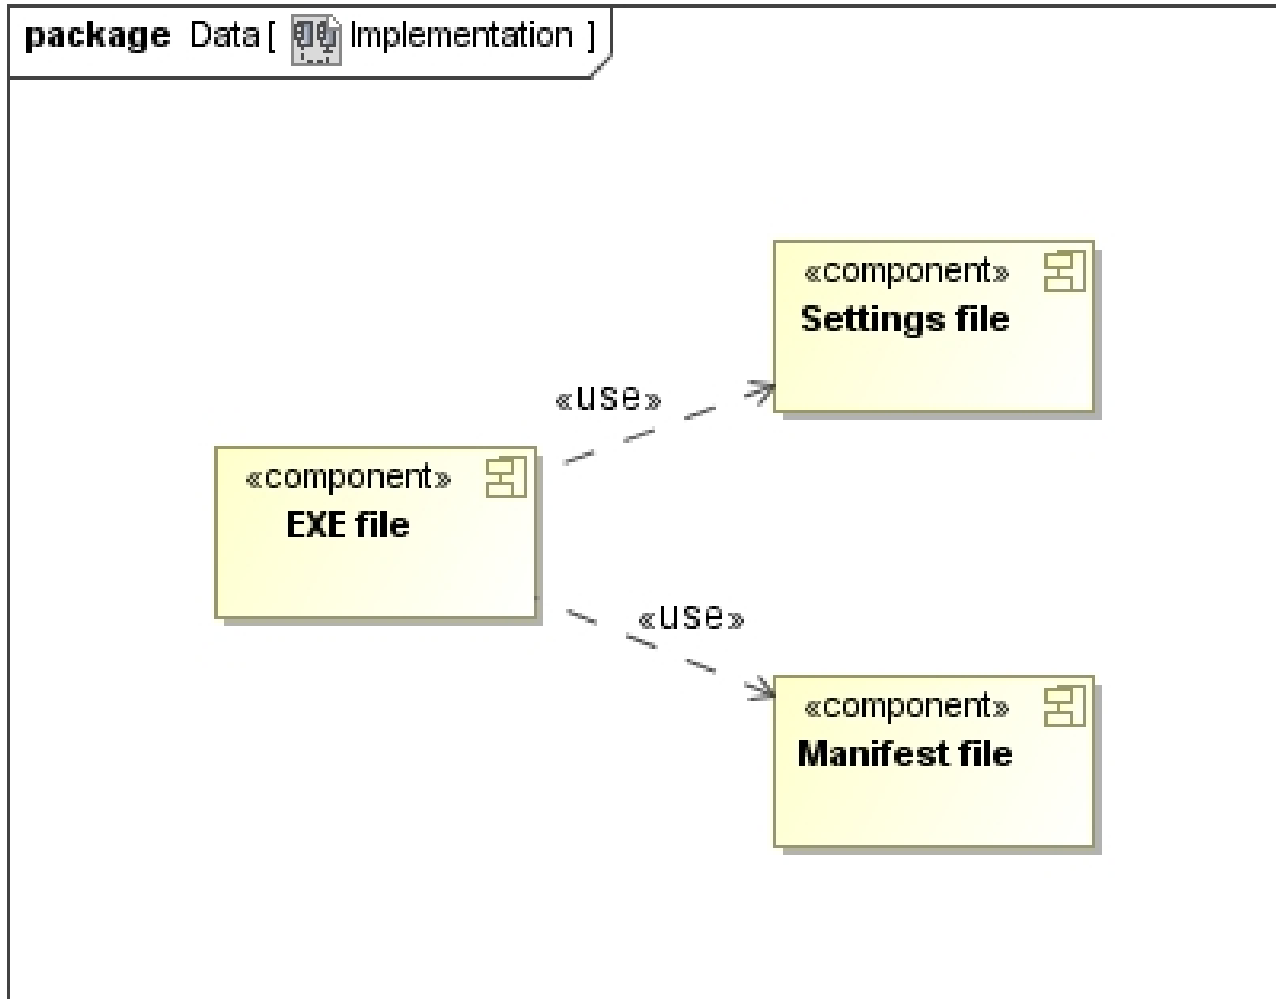 package Data [ Implementation ]
«component»
Settings file
«use»
«component»
EXE file
«use»
«component»
Manifest file